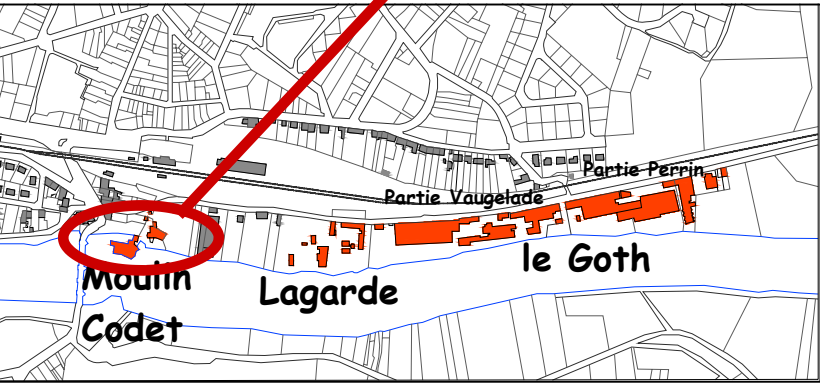 Partie Perrin
Partie Vaugelade
le Goth
Moulin
Codet
Lagarde